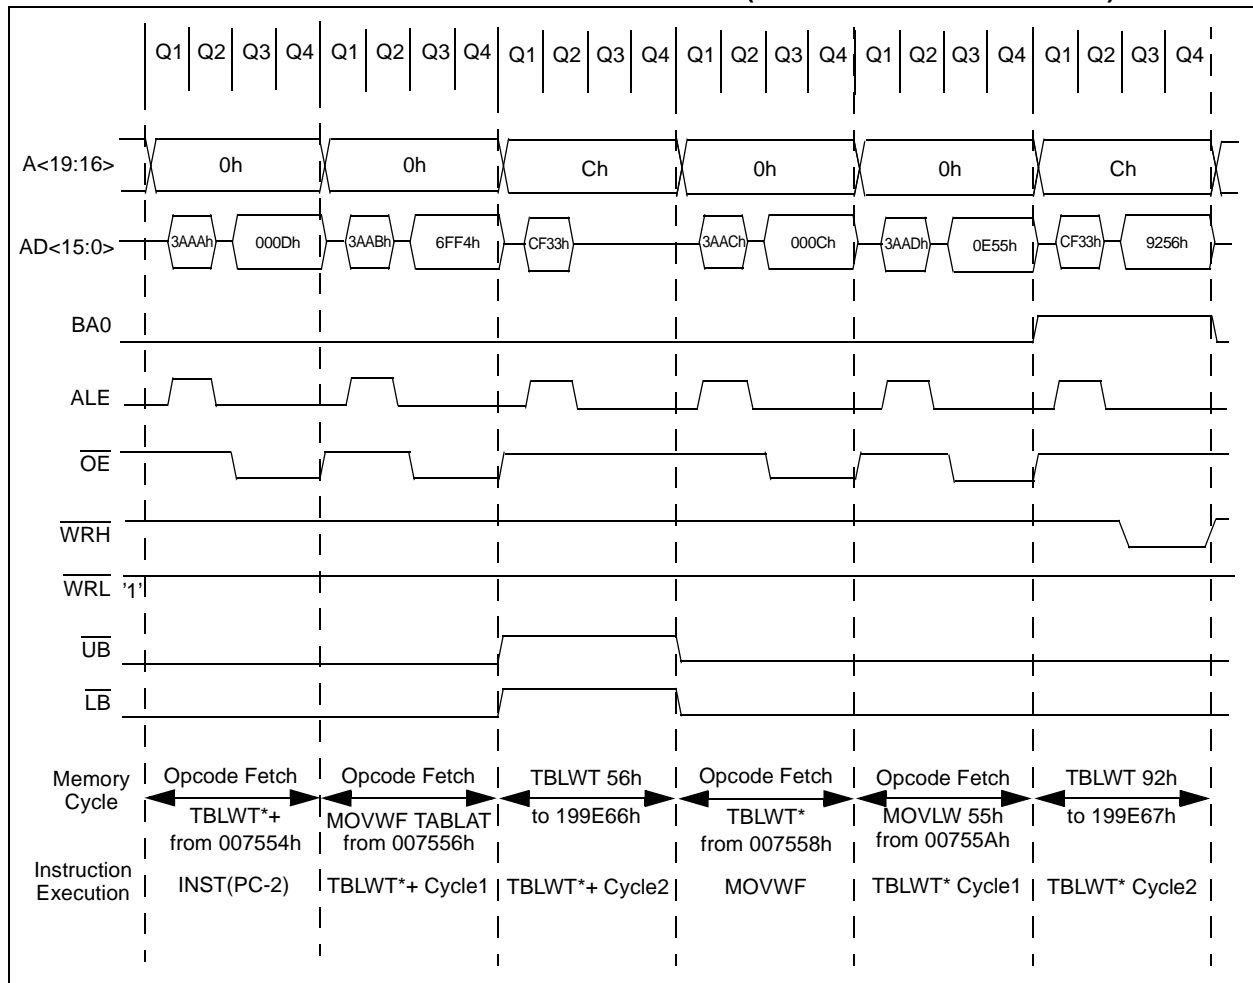 Q1 Q2 Q3 Q4 Q1 Q2 Q3 Q4 Q1 Q2 Q3 Q4 Q1 Q2 Q3 Q4 Q1 Q2 Q3 Q4 Q1 Q2 Q3 Q4
A<19:16> 0h 0h Ch 0h 0h Ch
AD<15:0> 3AAAh 000Dh 3AABh 6FF4h CF33h 3AACh 000Ch 3AADh 0E55h CF33h 9256h
BA0
ALE
OE
WRH
WRL '1'
UB
LB
Memory Cycle
Opcode Fetch
TBLWT*+
from 007554h
Opcode Fetch
MOVWF TABLAT
from 007556h
TBLWT 56h
to 199E66h
Opcode Fetch
TBLWT*
from 007558h
Opcode Fetch
MOVLW 55h
from 00755Ah
TBLWT 92h
to 199E67h
Instruction Execution
INST(PC-2) TBLWT*+ Cycle1 TBLWT*+ Cycle2 MOVWF TBLWT* Cycle1 TBLWT* Cycle2